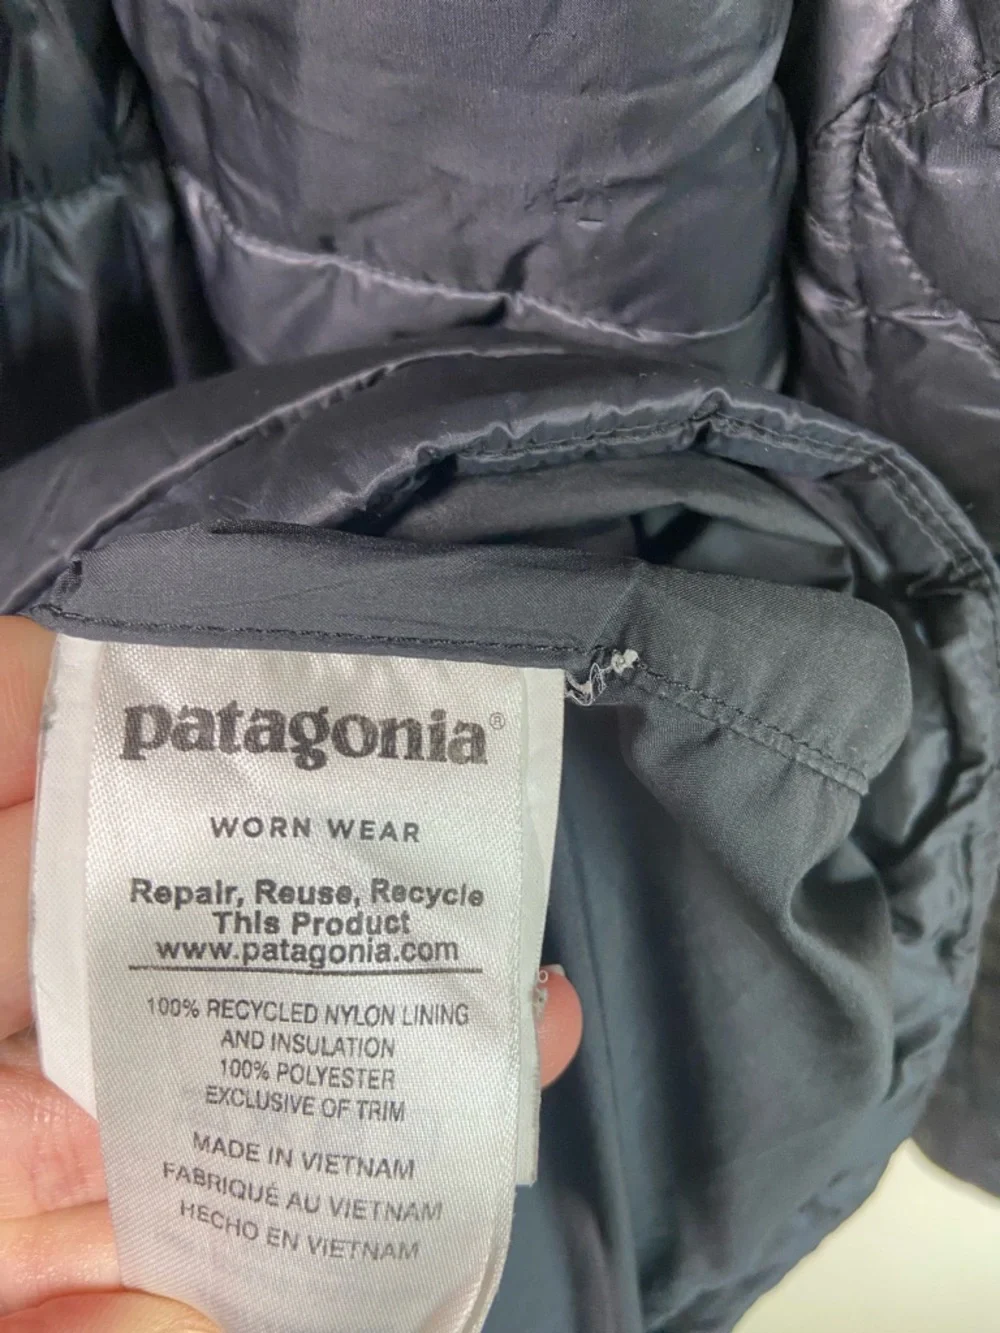 patagonia®
WORN WEAR
Repair, Reuse, Recycle
This Product
www.patagonia.com
100% RECYCLED NYLON LINING
AND INSULATION
100% POLYESTER
EXCLUSIVE OF TRIM
MADE IN VIETNAM
FABRIQUÉ AU VIETNAM
HECHO EN VIETNAM